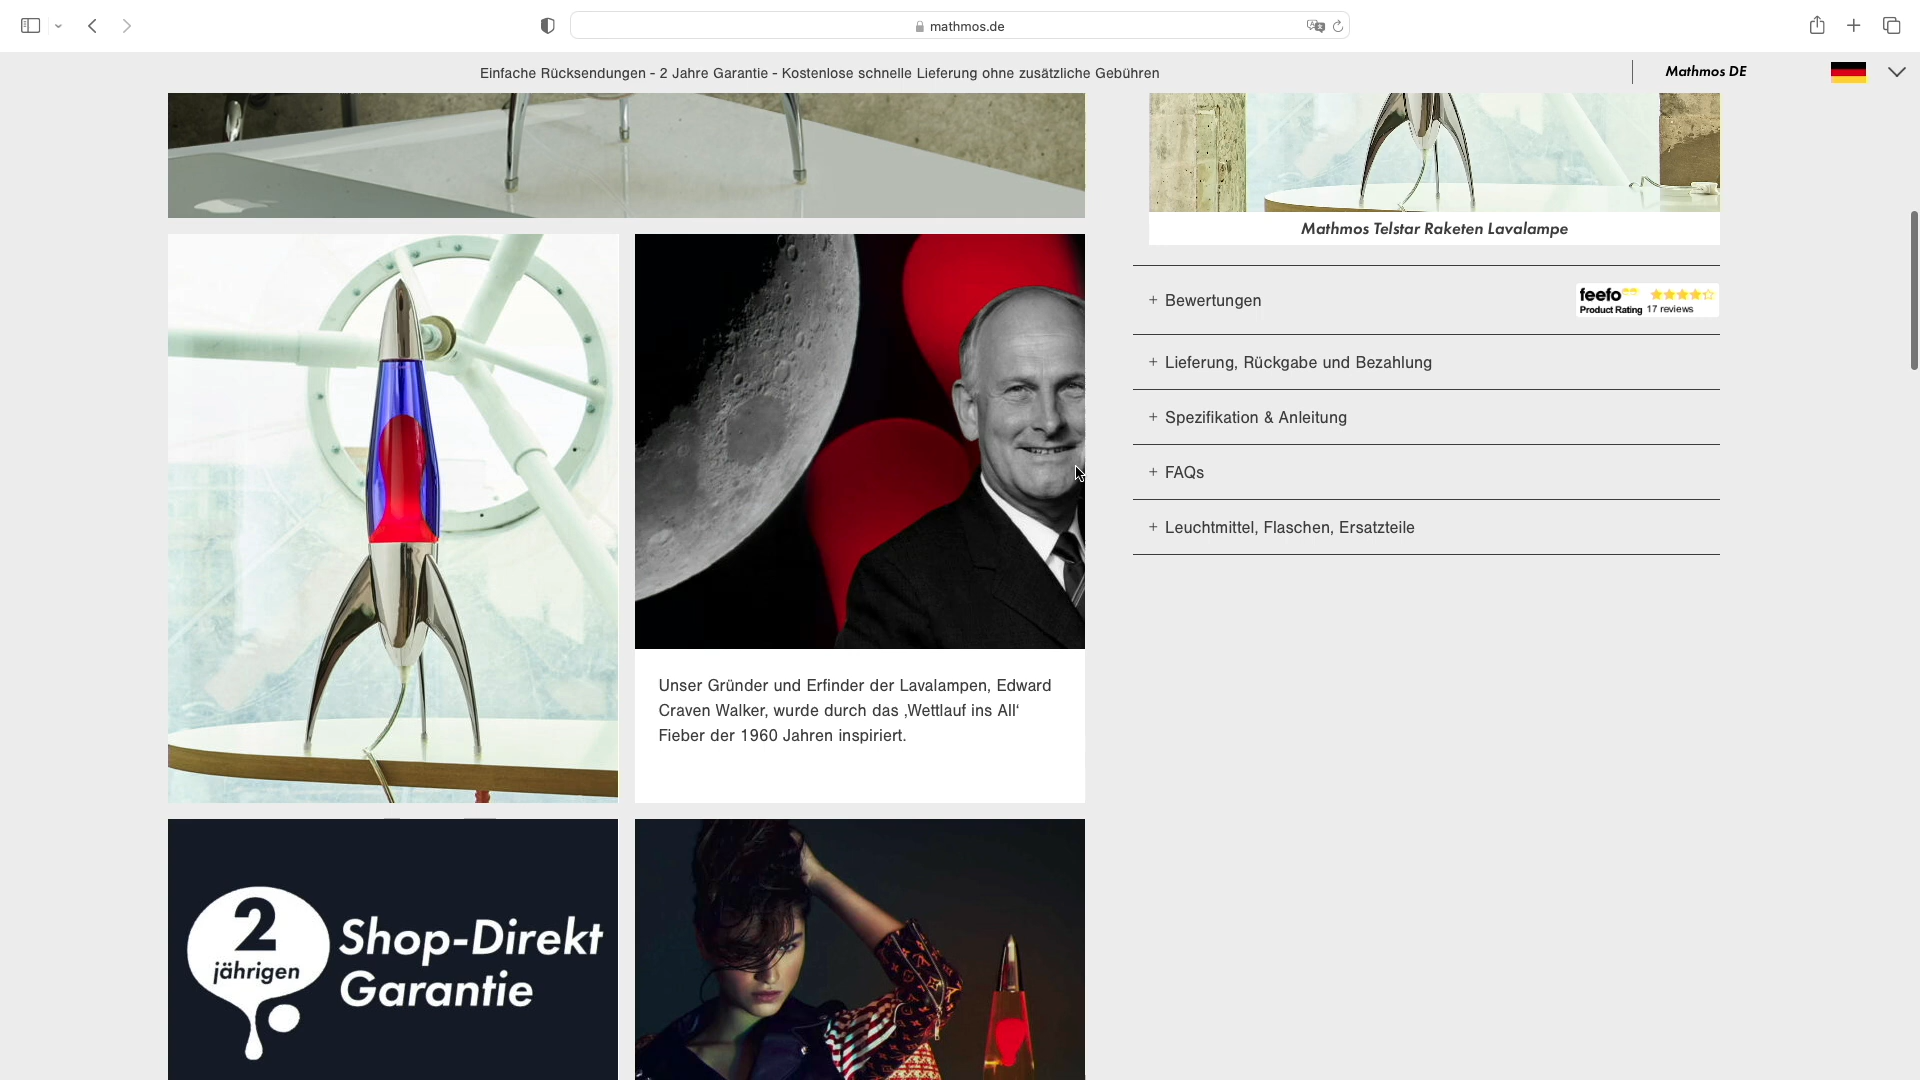 mathmos.de
Einfache Rücksendungen - 2 Jahre Garantie - Kostenlose schnelle Lieferung ohne zusätzliche Gebühren
Mathmos DE
Mathmos Telstar Raketen Lavalampe
+ Bewertungen
feefo
Product Rating 17 reviews
+ Lieferung, Rückgabe und Bezahlung
+ Spezifikation & Anleitung
+ FAQs
+ Leuchtmittel, Flaschen, Ersatzteile
Unser Gründer und Erfinder der Lavalampen, Edward
Craven Walker, wurde durch das ‚Wettlauf ins All‘
Fieber der 1960 Jahren inspiriert.
2
jährigen
Shop-Direkt
Garantie